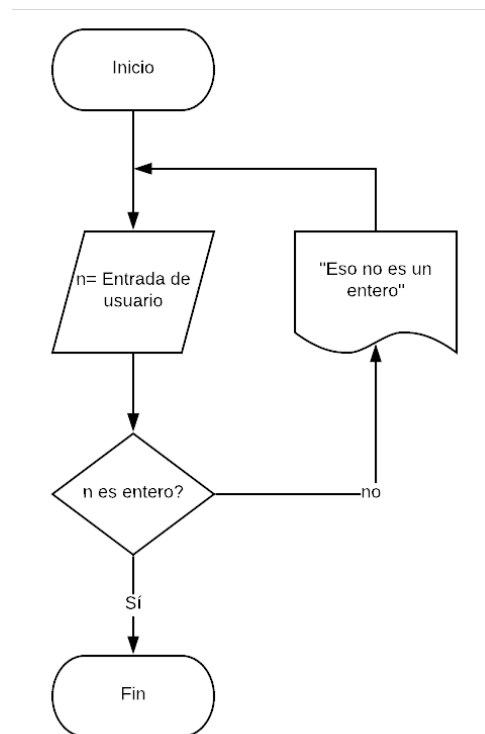 Inicio
n= Entrada de
usuario
"Eso no es un
entero"
n es entero?
no
Sí
Fin